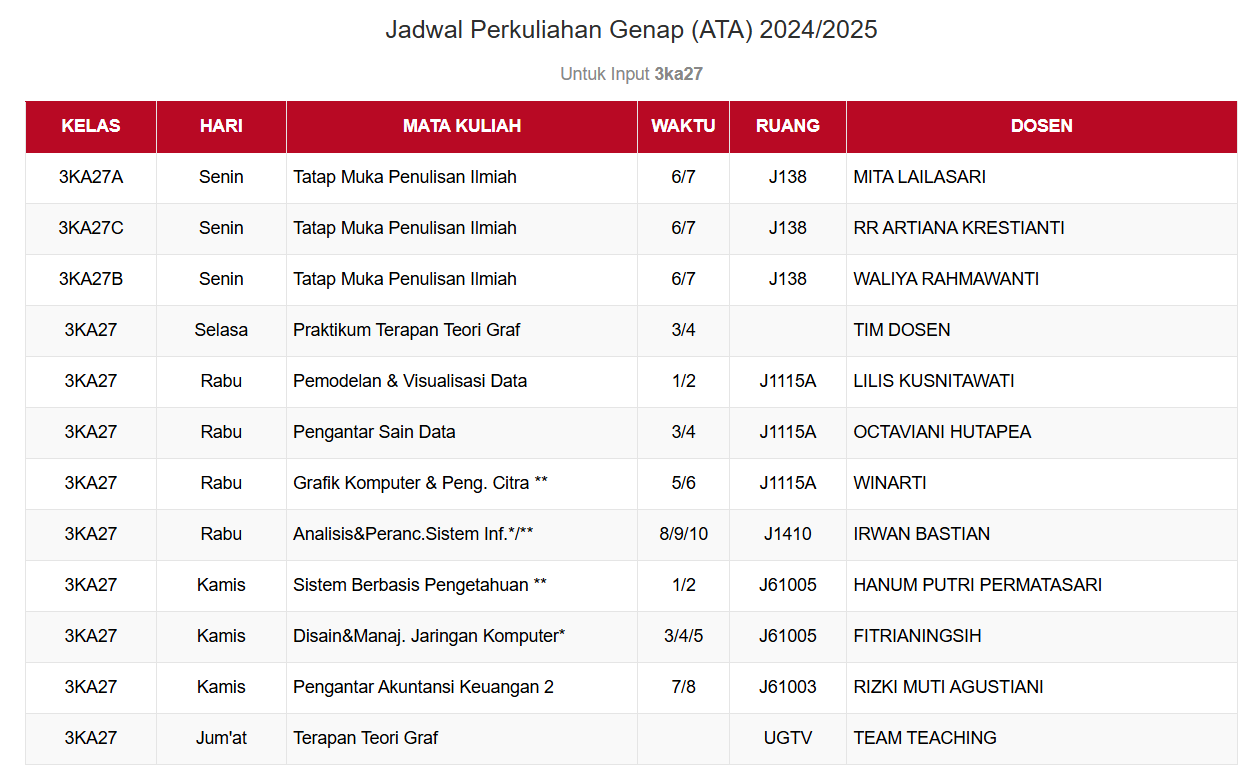 Jadwal Perkuliahan Genap (ATA) 2024/2025
Untuk Input 3ka27
KELAS HARI MATA KULIAH WAKTU RUANG DOSEN
3KA27A Senin Tatap Muka Penulisan Ilmiah 6/7 J138 MITA LAILASARI
3KA27C Senin Tatap Muka Penulisan Ilmiah 6/7 J138 RR ARTIANA KRESTIANTI
3KA27B Senin Tatap Muka Penulisan Ilmiah 6/7 J138 WALIYA RAHMAWANTI
3KA27 Selasa Praktikum Terapan Teori Graf 3/4 TIM DOSEN
3KA27 Rabu Pemodelan & Visualisasi Data 1/2 J1115A LILIS KUSNITAWATI
3KA27 Rabu Pengantar Sain Data 3/4 J1115A OCTAVIANI HUTAPEA
3KA27 Rabu Grafik Komputer & Peng. Citra ** 5/6 J1115A WINARTI
3KA27 Rabu Analisis&Peranc.Sistem Inf.*/** 8/9/10 J1410 IRWAN BASTIAN
3KA27 Kamis Sistem Berbasis Pengetahuan ** 1/2 J61005 HANUM PUTRI PERMATASARI
3KA27 Kamis Disain&Manaj. Jaringan Komputer* 3/4/5 J61005 FITRIANINGSIH
3KA27 Kamis Pengantar Akuntansi Keuangan 2 7/8 J61003 RIZKI MUTI AGUSTIANI
3KA27 Jum'at Terapan Teori Graf UGTV TEAM TEACHING